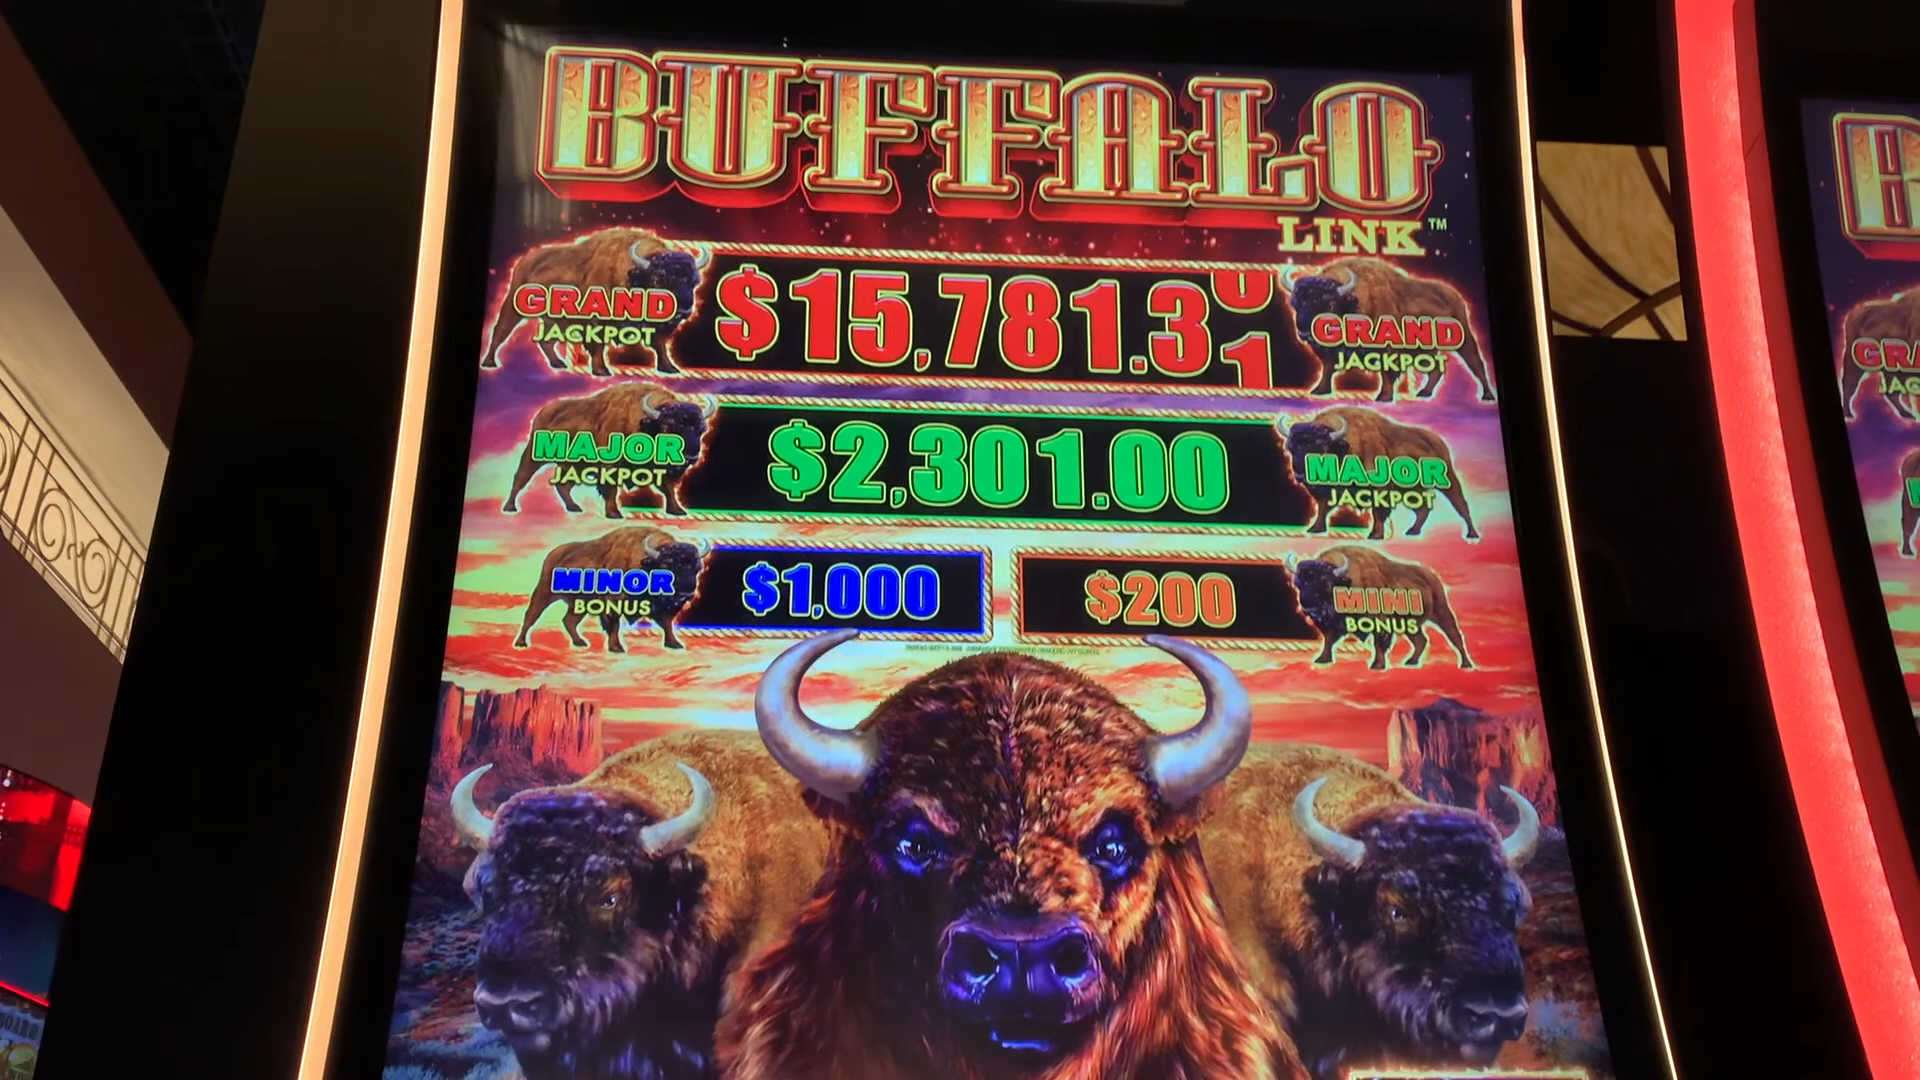 BUFFALO
LINK™
GRAND
JACKPOT
$15,781.3
GRAND
JACKPOT
MAJOR
JACKPOT
$2,301.00
MAJOR
JACKPOT
MINOR
BONUS
$1,000
$200
MINI
BONUS